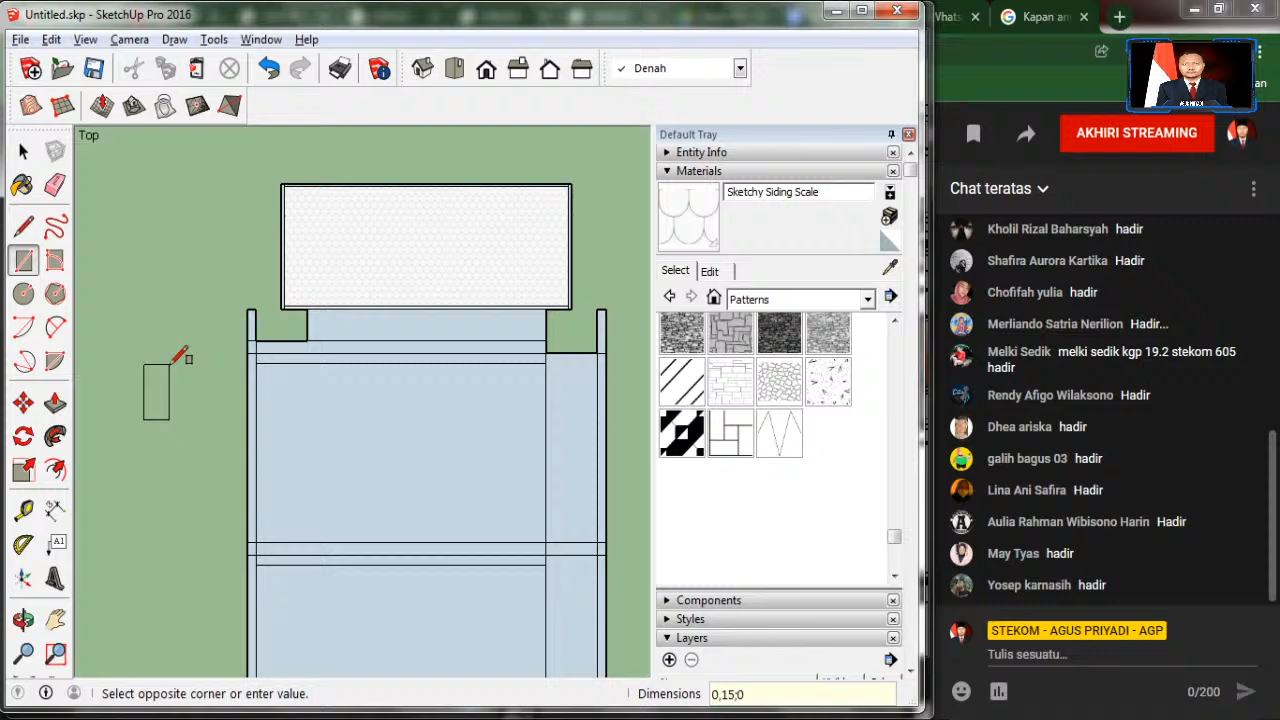 Untitled.skp - SketchUp Pro 2016
File Edit View Camera Draw Tools Window Help
Denah
Top
A1
Default Tray
Entity Info
Materials
Sketchy Siding Scale
Select Edit
Patterns
Components
Styles
Layers
Select opposite corner or enter value.
Dimensions 0,15;0
Whats
Kapan an
AKHIRI STREAMING
Chat teratas
Kholil Rizal Baharsyah hadir
Shafira Aurora Kartika Hadir
Chofifah yulia hadir
Merliando Satria Nerilion Hadir...
Melki Sedik melki sedik kgp 19.2 stekom 605
hadir
Rendy Afigo Wilaksono Hadir
Dhea ariska hadir
galih bagus 03 hadir
Lina Ani Safira Hadir
Aulia Rahman Wibisono Harin Hadir
May Tyas hadir
Yosep karnasih hadir
STEKOM - AGUS PRIYADI - AGP
Tulis sesuatu...
0/200